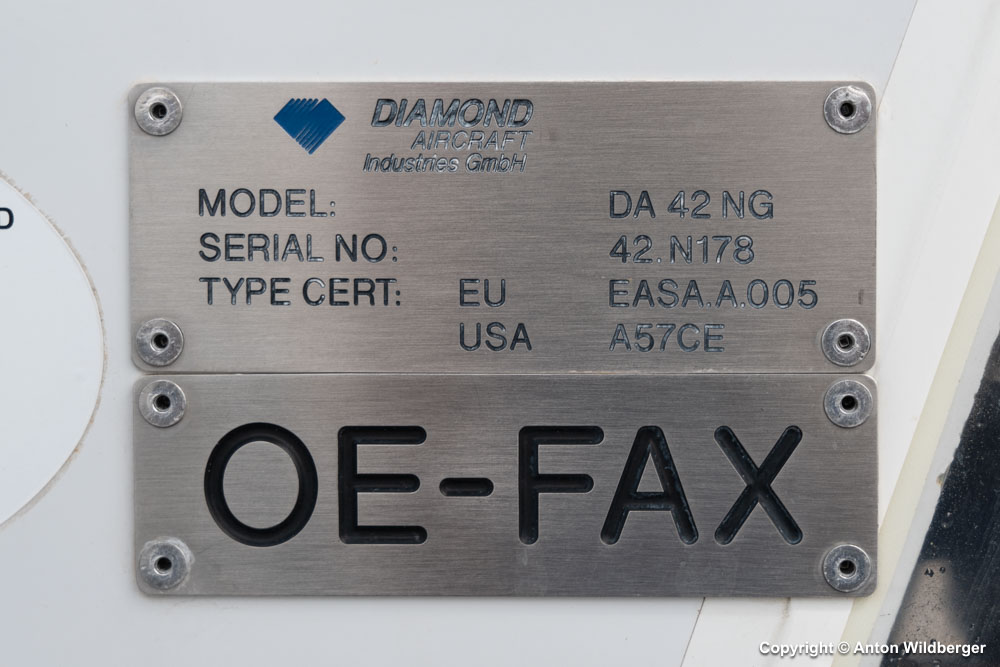 DIAMOND
AIRCRAFT
Industries GmbH
MODEL: DA 42 NG
SERIAL NO: 42.N178
TYPE CERT: EU EASA.A.005
USA A57CE
OE-FAX
D
Copyright © Anton Wildberger